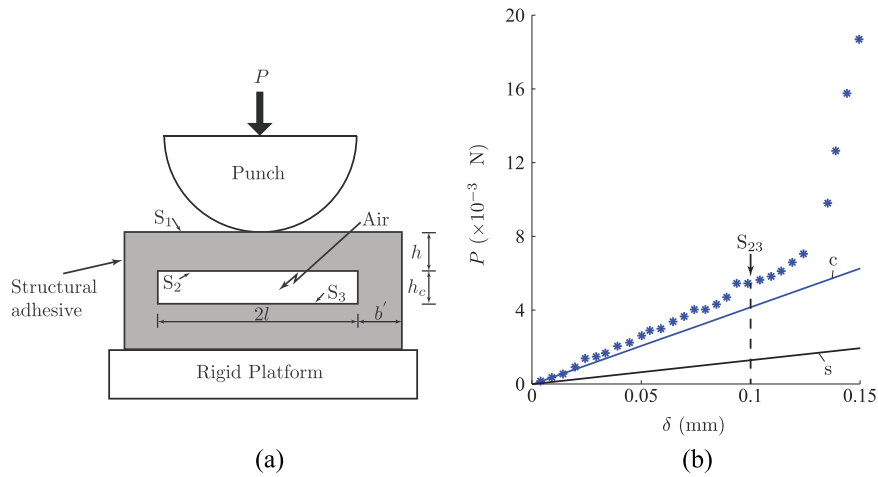 P
Punch
S₁
Air
h
S₂
h_c
S₃
Structural
adhesive
2l
b′
Rigid Platform
(a)
20
16
12
8
4
0
P (×10⁻³ N)
S₂₃
c
s
0
0.05
0.1
0.15
δ (mm)
(b)